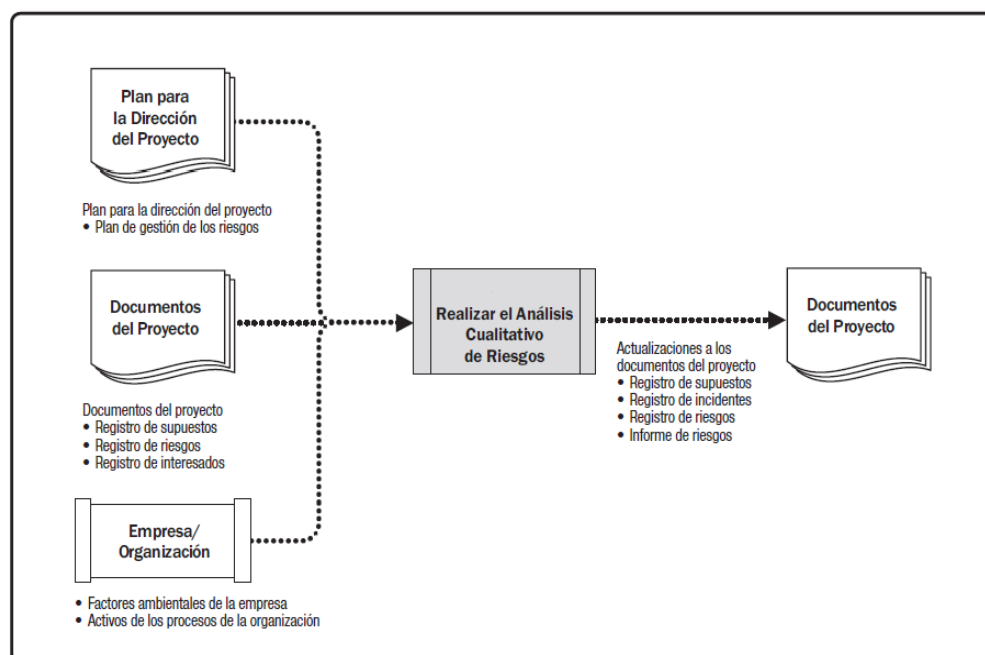 Plan para
la Dirección
del Proyecto
Plan para la dirección del proyecto
• Plan de gestión de los riesgos
Documentos
del Proyecto
Documentos del proyecto
• Registro de supuestos
• Registro de riesgos
• Registro de interesados
Empresa/
Organización
• Factores ambientales de la empresa
• Activos de los procesos de la organización
Realizar el Análisis
Cualitativo
de Riesgos
Actualizaciones a los
documentos del proyecto
• Registro de supuestos
• Registro de incidentes
• Registro de riesgos
• Informe de riesgos
Documentos
del Proyecto